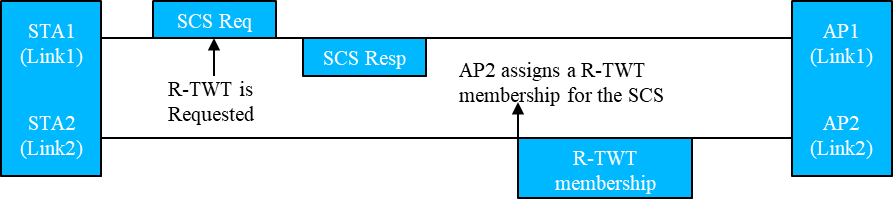 STA1
(Link1)
SCS Req
AP1
(Link1)
SCS Resp
R-TWT is
Requested
AP2 assigns a R-TWT
membership for the SCS
STA2
(Link2)
AP2
(Link2)
R-TWT
membership